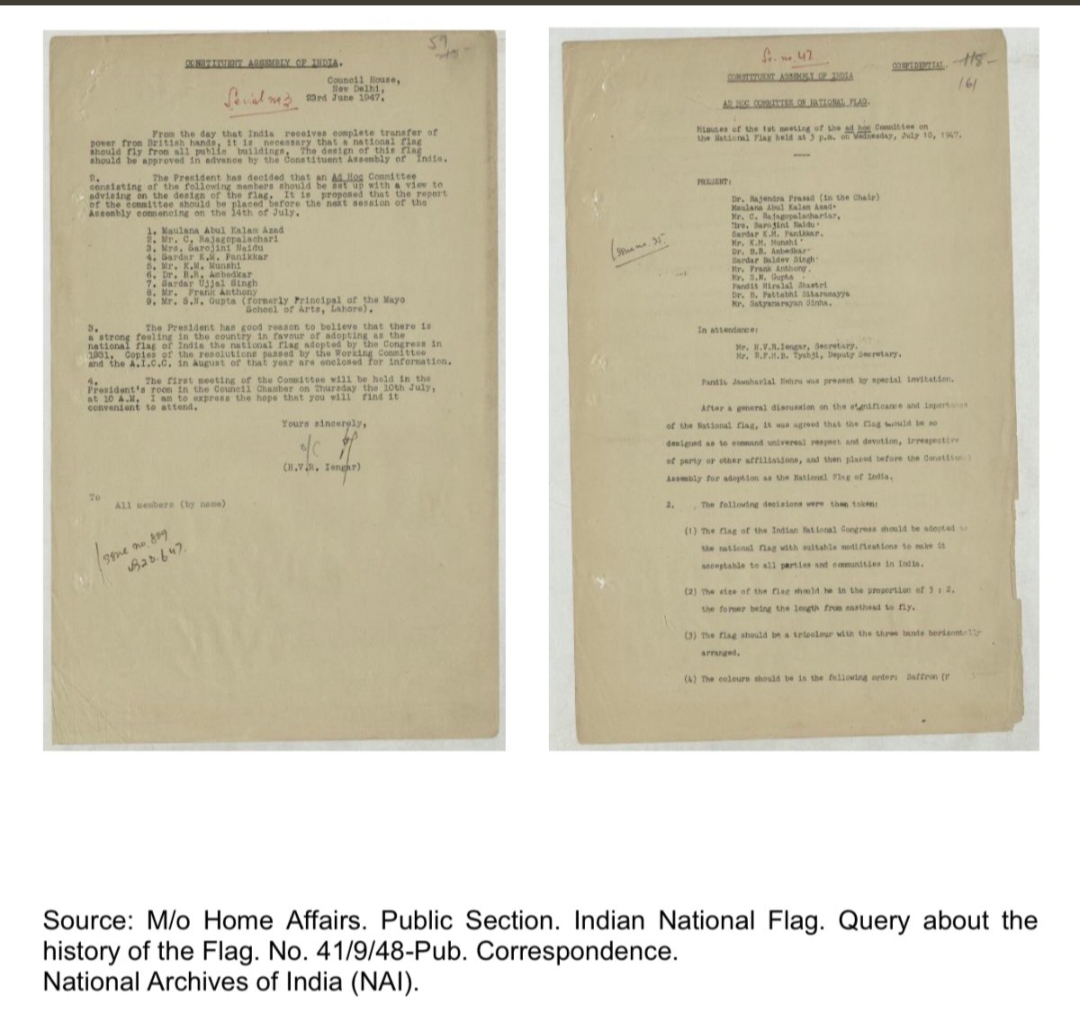 59
CONSTITUENT ASSEMBLY OF INDIA.
Council House,
New Delhi,
Serial no 3 23rd June 1947.
From the day that India receives complete transfer of
power from British hands, it is necessary that a national flag
should fly from all public buildings. The design of this flag
should be approved in advance by the Constituent Assembly of India.
2. The President has decided that an Ad Hoc Committee
consisting of the following members should be set up with a view to
advising on the design of the flag. It is proposed that the report
of the committee should be placed before the next session of the
Assembly commencing on the 14th of July.
1. Maulana Abul Kalam Azad
2. Mr. C. Rajagopalachari
3. Mrs. Sarojini Naidu
4. Sardar K.M. Panikkar
5. Mr. K.M. Munshi
6. Dr. B.R. Ambedkar
7. Sardar Ujjal Singh
8. Mr. Frank Anthony
9. Mr. S.N. Gupta (formerly Principal of the Mayo
School of Arts, Lahore).
3. The President has good reason to believe that there is
a strong feeling in the country in favour of adopting as the
national flag of India the national flag adopted by the Congress in
1931. Copies of the resolutions passed by the Working Committee
and the A.I.C.C. in August of that year are enclosed for information.
4. The first meeting of the Committee will be held in the
President's room in the Council Chamber on Thursday the 10th July,
at 10 A.M. I am to express the hope that you will find it
convenient to attend.
Yours sincerely,
(H.V.R. Iengar)
To
All members (by name)
Issue no. 809
Sr. no. 47
CONFIDENTIAL. 118
161
CONSTITUENT ASSEMBLY OF INDIA
AD HOC COMMITTEE ON NATIONAL FLAG.
Minutes of the 1st meeting of the ad hoc Committee on
the National Flag held at 3 p.m. on Wednesday, July 10, 1947.
PRESENT:
Dr. Rajendra Prasad (in the Chair)
Maulana Abul Kalam Azad.
Mr. C. Rajagopalachariar.
Mrs. Sarojini Naidu.
Sardar K.M. Panikkar.
Mr. K.M. Munshi
Dr. B.R. Ambedkar
Sardar Baldev Singh
Mr. Frank Anthony.
Mr. S.N. Gupta
Pandit Hiralal Shastri
Dr. B. Pattabhi Sitaramayya
Mr. Satyanarayan Sinha.
Issue no. 35
In attendance:
Mr. H.V.R. Iengar, Secretary.
Mr. B.F.H.B. Tyabji, Deputy Secretary.
Pandit Jawaharlal Nehru was present by special invitation.
After a general discussion on the significance and importance
of the National Flag, it was agreed that the flag should be so
designed as to command universal respect and devotion, irrespective
of party or other affiliations, and then placed before the
Assembly for adoption as the National Flag of India.
2. The following decisions were then taken:
(1) The flag of the Indian National Congress should be adopted
the national flag with suitable modifications to make it
acceptable to all parties and communities in India.
(2) The size of the flag should be in the proportion of 3 : 2,
the former being the length from masthead to fly.
(3) The flag should be a tricolour with the three bands horizontally
arranged.
(4) The colours should be in the following order: Saffron
Source: M/o Home Affairs. Public Section. Indian National Flag. Query about the
history of the Flag. No. 41/9/48-Pub. Correspondence.
National Archives of India (NAI).